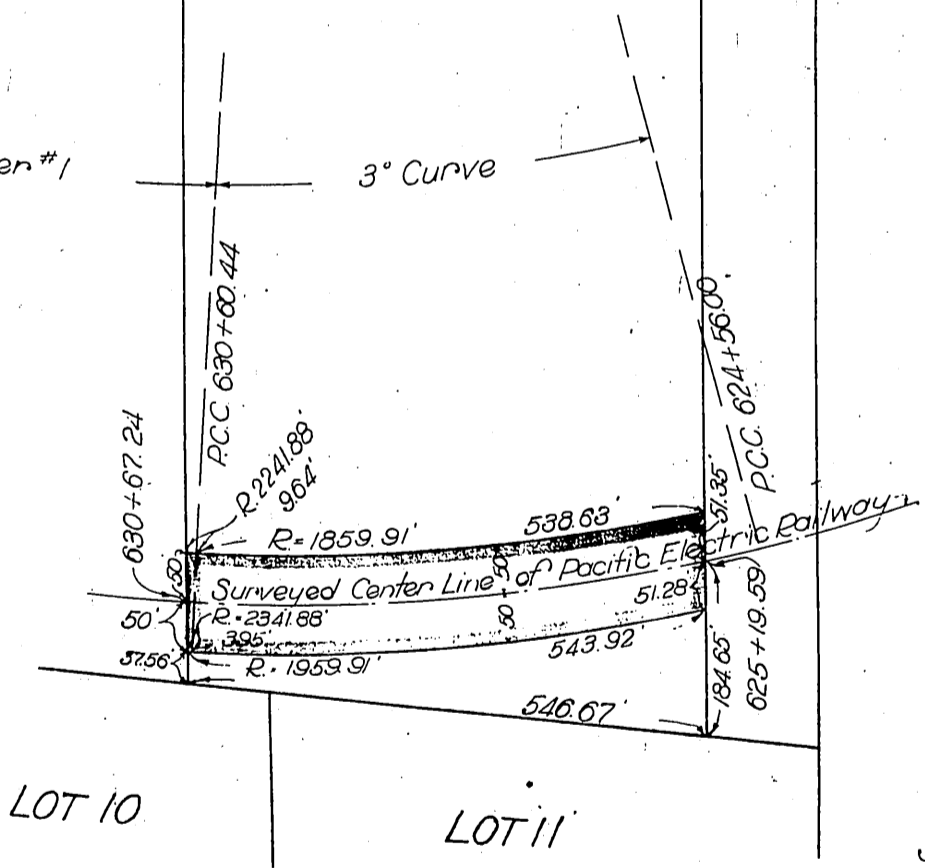 er #1
3° Curve
P.C.C. 630+60.44
P.C.C. 624+56.00
630+67.24
R. 2241.88'
9.64'
R.= 1859.91'
538.63'
51.35'
50'
50'
Surveyed Center Line of Pacific Electric Railway
50
50
51.28
R.= 2341.88'
3.95'
R.= 1959.91'
543.92'
37.56'
184.65'
625+19.59
546.67'
LOT 10
LOT 11